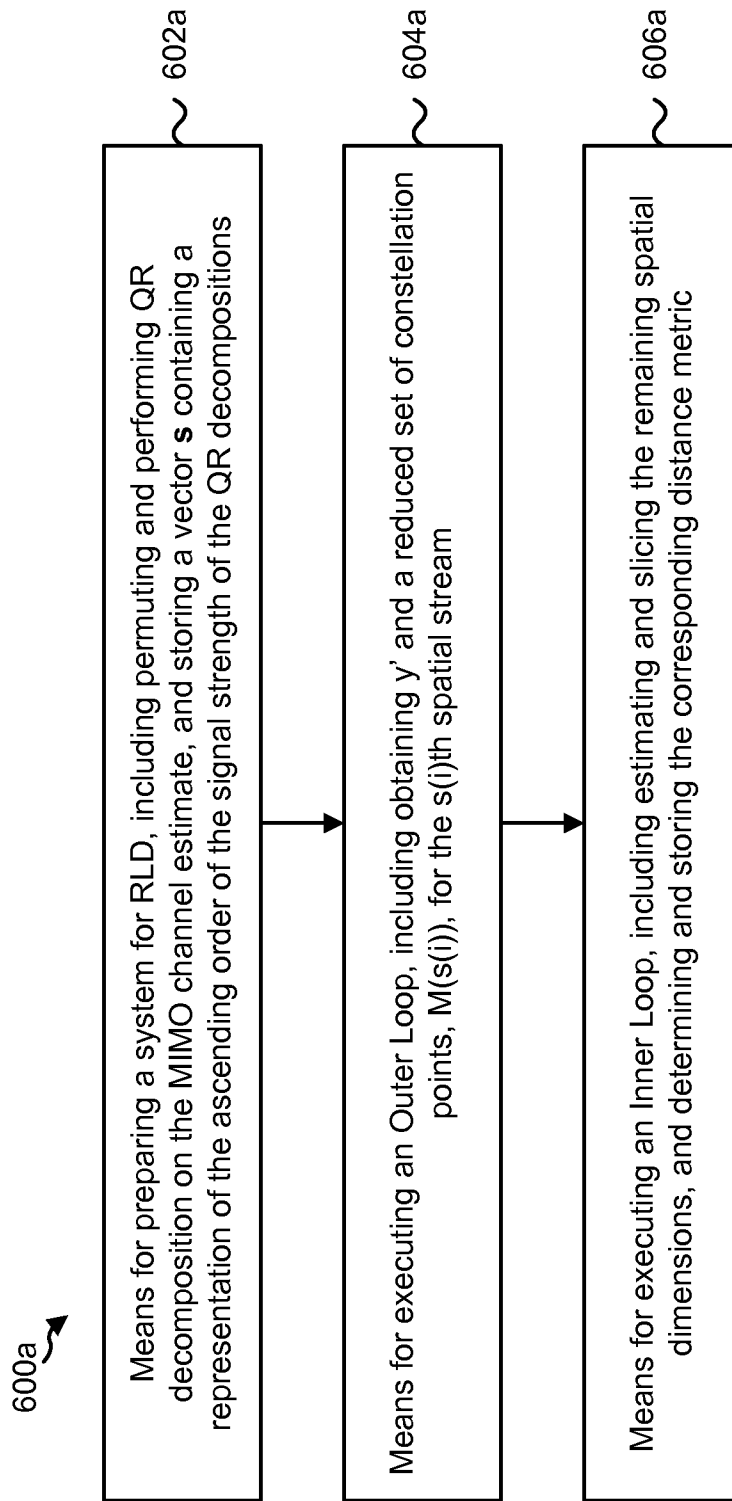 600a
Means for preparing a system for RLD, including permuting and performing QR
decomposition on the MIMO channel estimate, and storing a vector s containing a
representation of the ascending order of the signal strength of the QR decompositions
602a
Means for executing an Outer Loop, including obtaining y’ and a reduced set of constellation
points, M(s(i)), for the s(i)th spatial stream
604a
Means for executing an Inner Loop, including estimating and slicing the remaining spatial
dimensions, and determining and storing the corresponding distance metric
606a